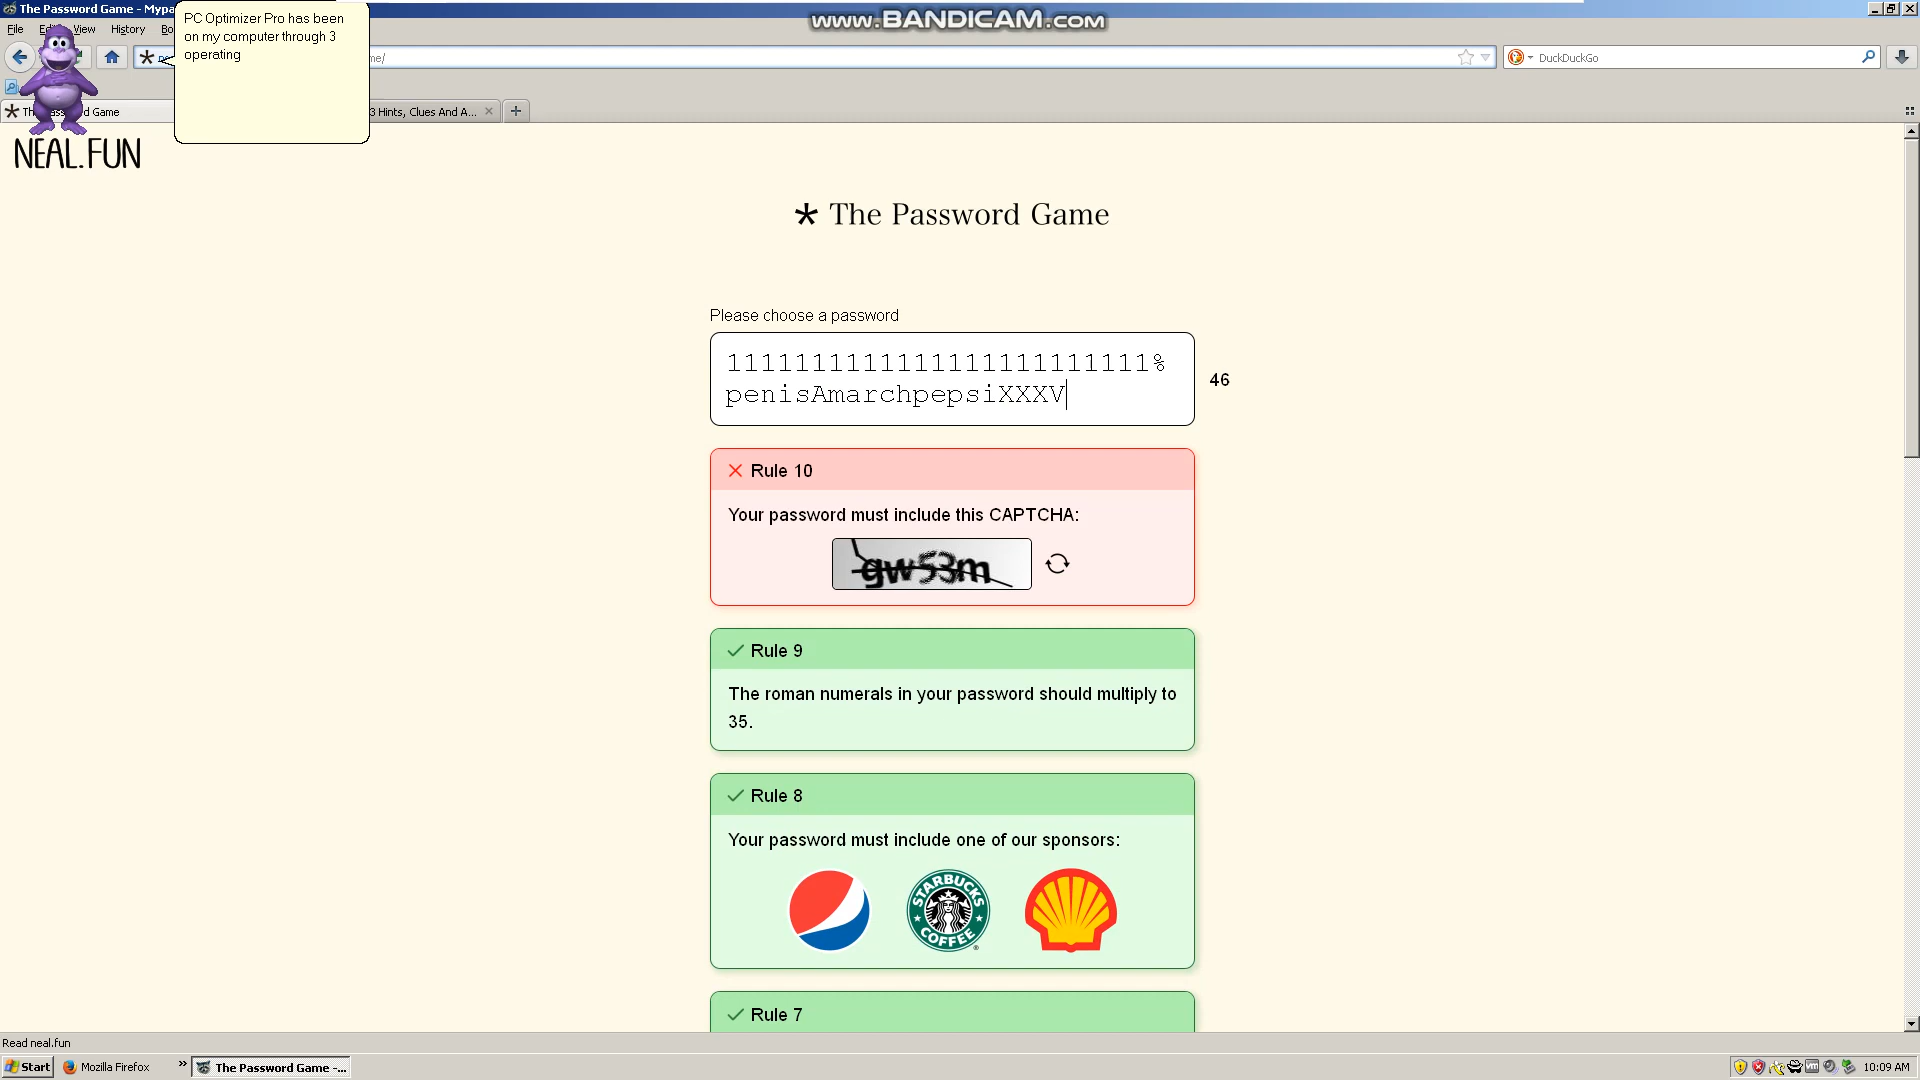 The Password Game - Mypa
www.BANDICAM.com
PC Optimizer Pro has been
on my computer through 3
operating
File
View
History
me/
DuckDuckGo
3 Hints, Clues And A...
NEAL.FUN
* The Password Game
Please choose a password
1111111111111111111111111%
penisAmarchpepsiXXXV
46
Rule 10
Your password must include this CAPTCHA:
gw53m
Rule 9
The roman numerals in your password should multiply to
35.
Rule 8
Your password must include one of our sponsors:
STARBUCKS
COFFEE
Rule 7
Read neal.fun
Start
Mozilla Firefox
The Password Game -...
10:09 AM